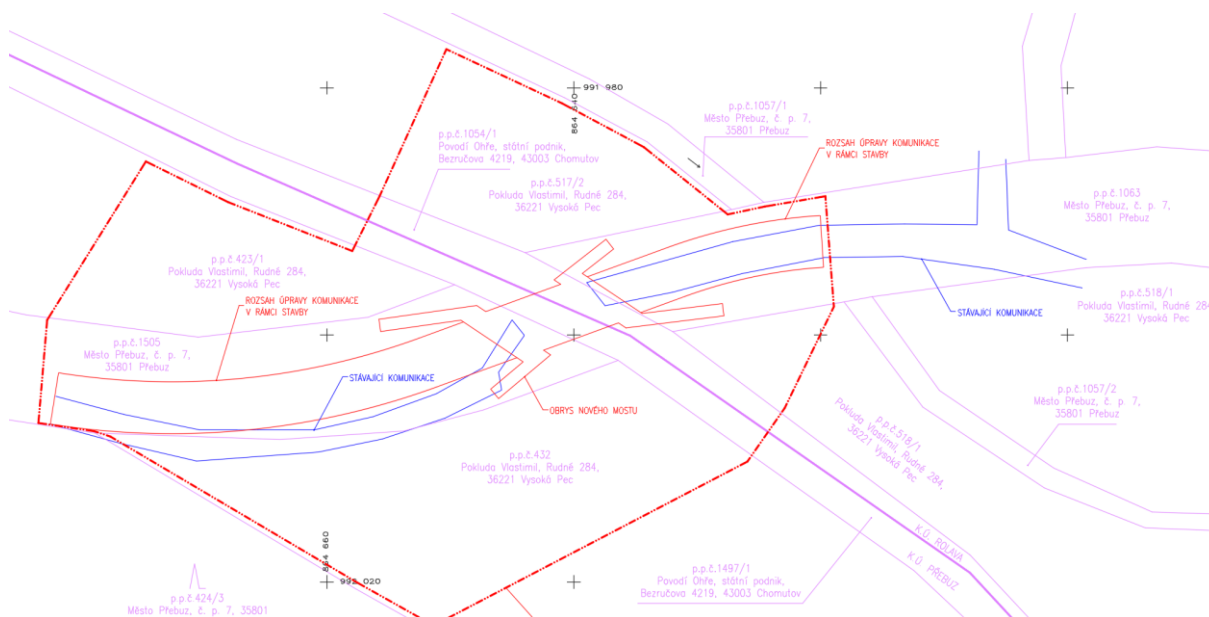 991 980
864 640
p.p.č.1057/1
Město Přebuz, č. p. 7,
35801 Přebuz
p.p.č.1054/1
Povodí Ohře, státní podnik,
Bezručova 4219, 43003 Chomutov
ROZSAH ÚPRAVY KOMUNIKACE
V RÁMCI STAVBY
p.p.č.517/2
Pokluda Vlastimil, Rudné 284,
36221 Vysoká Pec
p.p.č.1063
Město Přebuz, č. p. 7,
35801 Přebuz
p.p.č.423/1
Pokluda Vlastimil, Rudné 284,
36221 Vysoká Pec
ROZSAH ÚPRAVY KOMUNIKACE
V RÁMCI STAVBY
p.p.č.518/1
Pokluda Vlastimil, Rudné 284,
36221 Vysoká Pec
STÁVAJÍCÍ KOMUNIKACE
p.p.č.1505
Město Přebuz, č. p. 7,
35801 Přebuz
STÁVAJÍCÍ KOMUNIKACE
OBRYS NOVÉHO MOSTU
p.p.č.1057/2
Město Přebuz, č. p. 7,
35801 Přebuz
p.p.č.518/1
Pokluda Vlastimil, Rudné 284,
36221 Vysoká Pec
p.p.č.432
Pokluda Vlastimil, Rudné 284,
36221 Vysoká Pec
K.Ú. ROLAVA
K.Ú. PŘEBUZ
864 660
992 020
p.p.č.1497/1
Povodí Ohře, státní podnik,
Bezručova 4219, 43003 Chomutov
p.p.č.424/3
Město Přebuz, č. p. 7, 35801